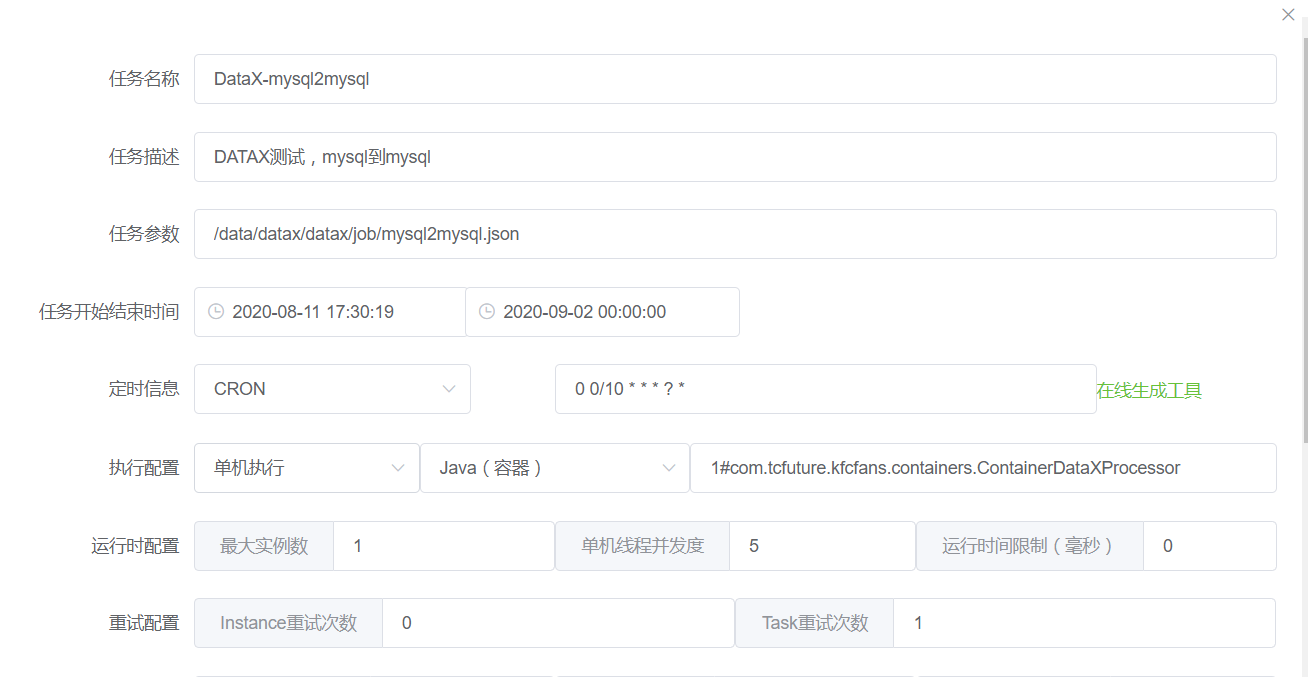 任务名称 DataX-mysql2mysql
任务描述 DATAX测试，mysql到mysql
任务参数 /data/datax/datax/job/mysql2mysql.json
任务开始结束时间 2020-08-11 17:30:19 2020-09-02 00:00:00
定时信息 CRON 0 0/10 * * * ? * 在线生成工具
执行配置 单机执行 Java（容器） 1#com.tcfuture.kfcfans.containers.ContainerDataXProcessor
运行时配置 最大实例数 1 单机线程并发度 5 运行时间限制（毫秒） 0
重试配置 Instance重试次数 0 Task重试次数 1